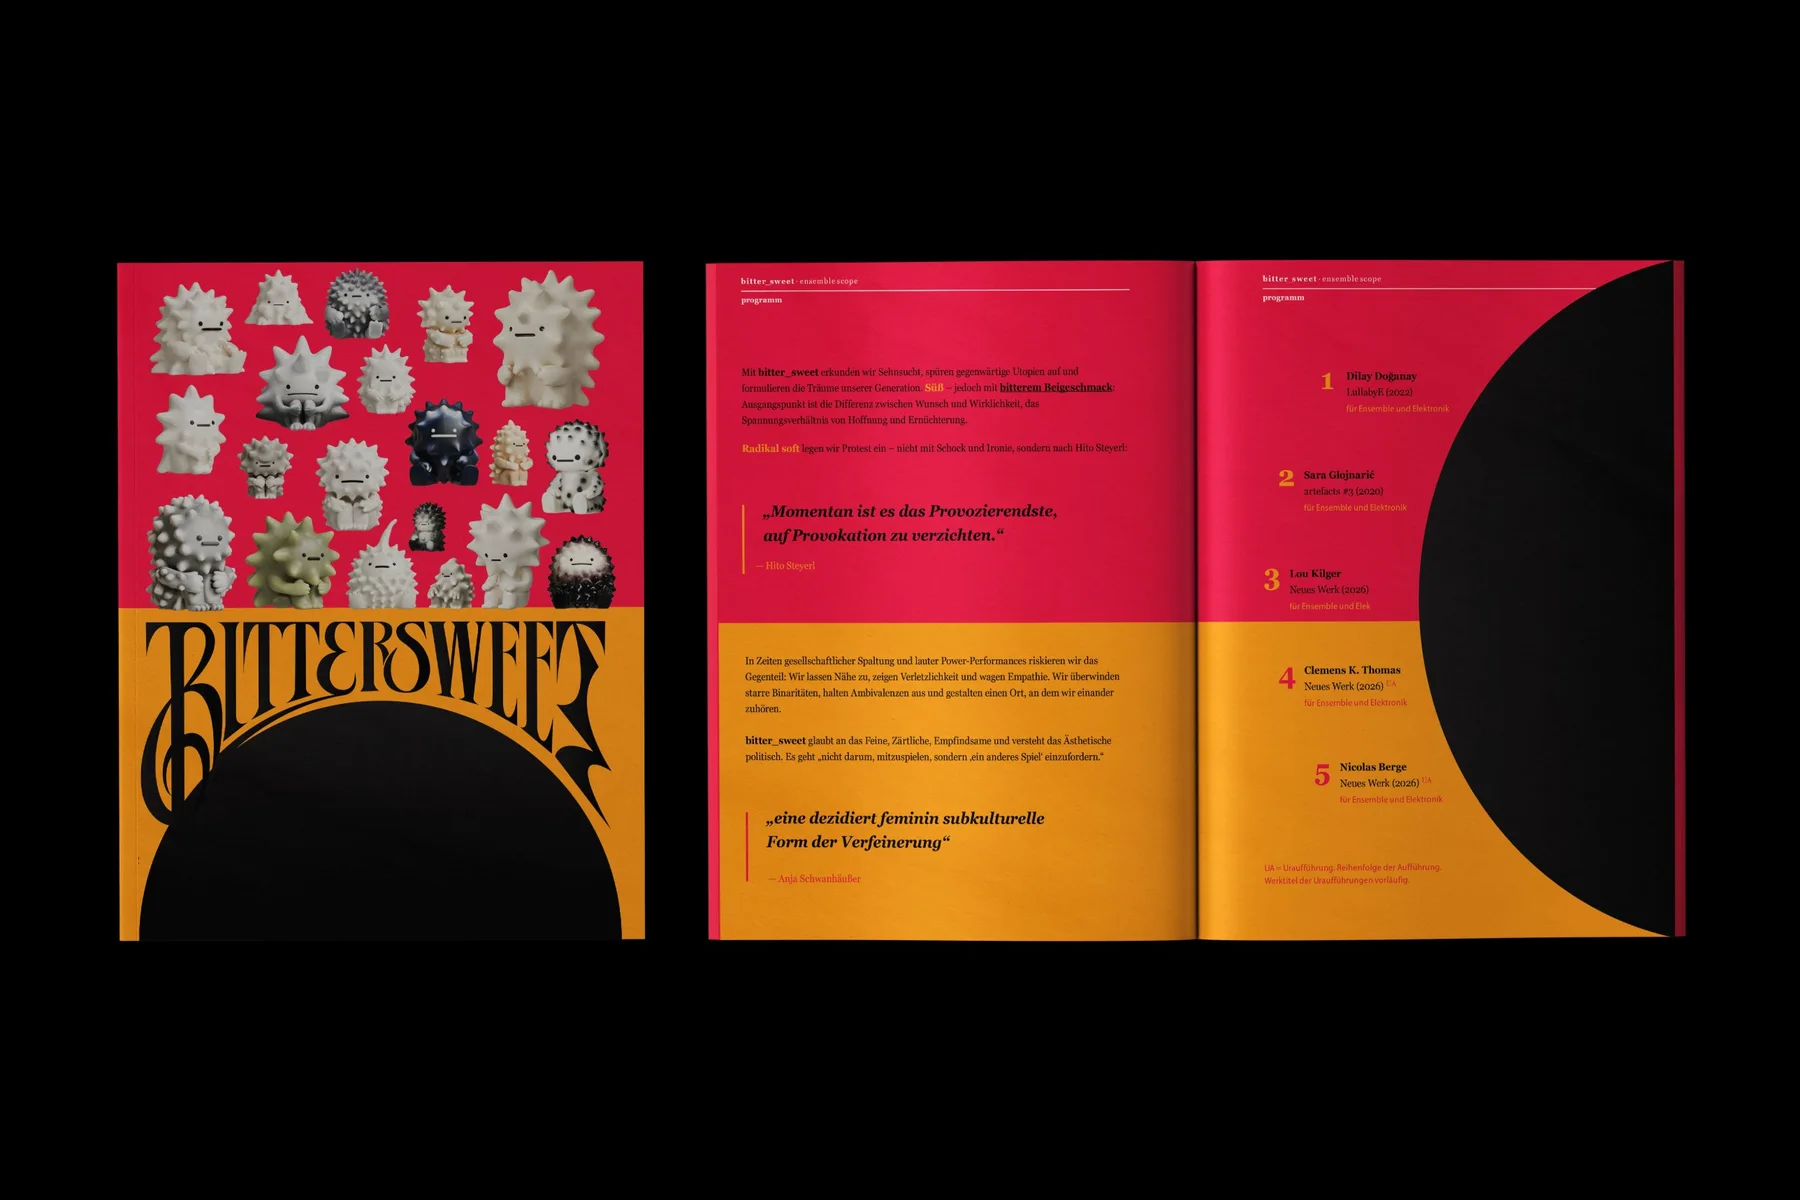 BITTERSWEET
bitter_sweet - ensemble scope
programm
Mit bitter_sweet erkunden wir Sehnsucht, spüren gegenwärtige Utopien auf und
formulieren die Träume unserer Generation. Süß – jedoch mit bitterem Beigeschmack:
Ausgangspunkt ist die Differenz zwischen Wunsch und Wirklichkeit, das
Spannungsverhältnis von Hoffnung und Ernüchterung.
Radikal soft legen wir Protest ein – nicht mit Schock und Ironie, sondern nach Hito Steyerl:
„Momentan ist es das Provozierendste,
auf Provokation zu verzichten.“
— Hito Steyerl
In Zeiten gesellschaftlicher Spaltung und lauter Power-Performances riskieren wir das
Gegenteil: Wir lassen Nähe zu, zeigen Verletzlichkeit und wagen Empathie. Wir überwinden
starre Binaritäten, halten Ambivalenzen aus und gestalten einen Ort, an dem wir einander
zuhören.
bitter_sweet glaubt an das Feine, Zärtliche, Empfindsame und versteht das Ästhetische
politisch. Es geht „nicht darum, mitzuspielen, sondern ‚ein anderes Spiel‘ einzufordern.“
„eine dezidiert feminin subkulturelle
Form der Verfeinerung“
— Anja Schwanhäußer
bitter_sweet - ensemble scope
programm
1 Dilay Doğanay
LullabyE (2022)
für Ensemble und Elektronik
2 Sara Glojnarić
artefacts #3 (2020)
für Ensemble und Elektronik
3 Lou Kilger
Neues Werk (2026)
für Ensemble und Elek
4 Clemens K. Thomas
Neues Werk (2026) UA
für Ensemble und Elektronik
5 Nicolas Berge
Neues Werk (2026) UA
für Ensemble und Elektronik
UA = Uraufführung. Reihenfolge der Aufführung.
Werktitel der Uraufführungen vorläufig.